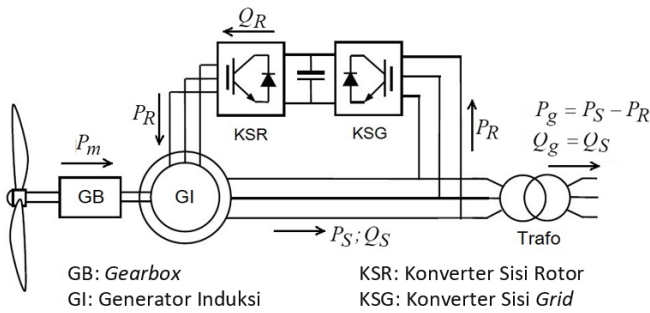 Q_R
P_R
KSR
KSG
P_R
P_g = P_S − P_R
Q_g = Q_S
P_m
GB
GI
P_S; Q_S
Trafo
GB: Gearbox
KSR: Konverter Sisi Rotor
GI: Generator Induksi
KSG: Konverter Sisi Grid